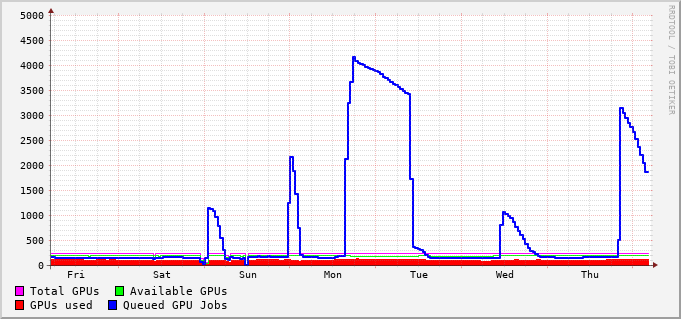 5000
4500
4000
3500
3000
2500
2000
1500
1000
500
0
Fri Sat Sun Mon Tue Wed Thu
Total GPUs Available GPUs
GPUs used Queued GPU Jobs
RRDTOOL / TOBI OETIKER